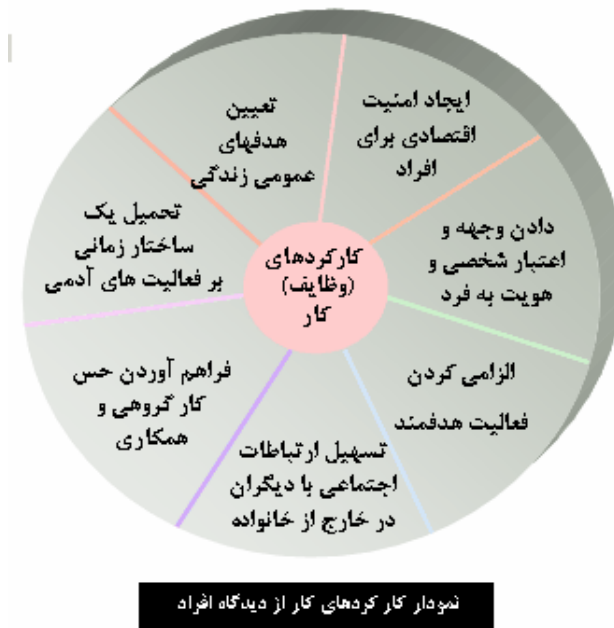 کارکردهای
(وظایف)
کار
ایجاد امنیت
اقتصادی برای
افراد
دادن وجهه و
اعتبار شخصی و
هویت به فرد
الزامی کردن
فعالیت هدفمند
تسهیل ارتباطات
اجتماعی با دیگران
در خارج از خانواده
فراهم آوردن حس
کار گروهی و
همکاری
تحمیل یک
ساختار زمانی
بر فعالیت های آدمی
تعیین
هدفهای
عمومی زندگی
نمودار کار کردهای کار از دیدگاه افراد